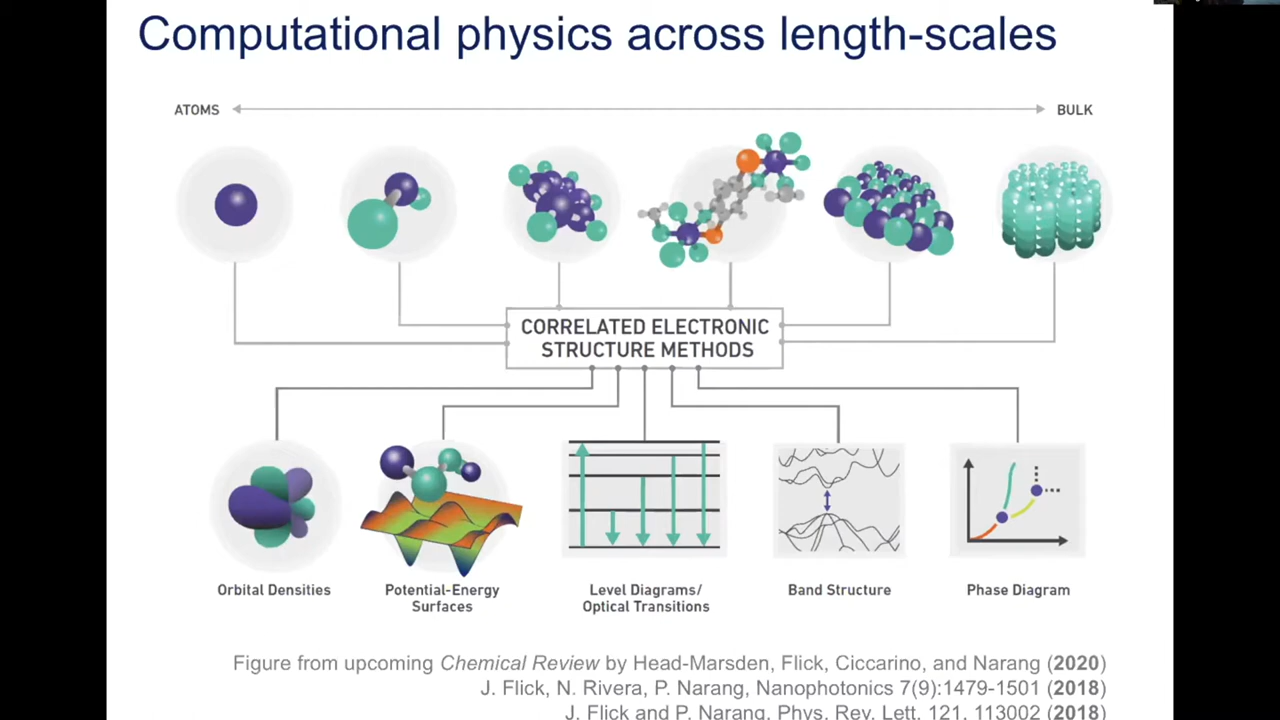 Computational physics across length-scales
ATOMS
BULK
CORRELATED ELECTRONIC
STRUCTURE METHODS
Orbital Densities
Potential-Energy
Surfaces
Level Diagrams/
Optical Transitions
Band Structure
Phase Diagram
Figure from upcoming Chemical Review by Head-Marsden, Flick, Ciccarino, and Narang (2020)
J. Flick, N. Rivera, P. Narang, Nanophotonics 7(9):1479-1501 (2018)
J. Flick and P. Narang, Phys. Rev. Lett. 121, 113002 (2018)